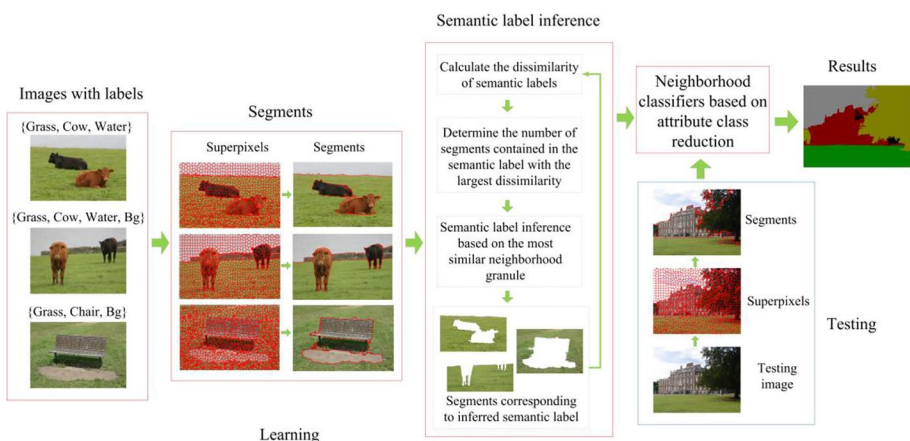 Semantic label inference
Images with labels
{Grass, Cow, Water}
{Grass, Cow, Water, Bg}
{Grass, Chair, Bg}
Segments
Superpixels
Segments
Calculate the dissimilarity
of semantic labels
Determine the number of
segments contained in the
semantic label with the
largest dissimilarity
Semantic label inference
based on the most
similar neighborhood
granule
Segments corresponding
to inferred semantic label
Learning
Neighborhood
classifiers based on
attribute class
reduction
Results
Segments
Superpixels
Testing
image
Testing